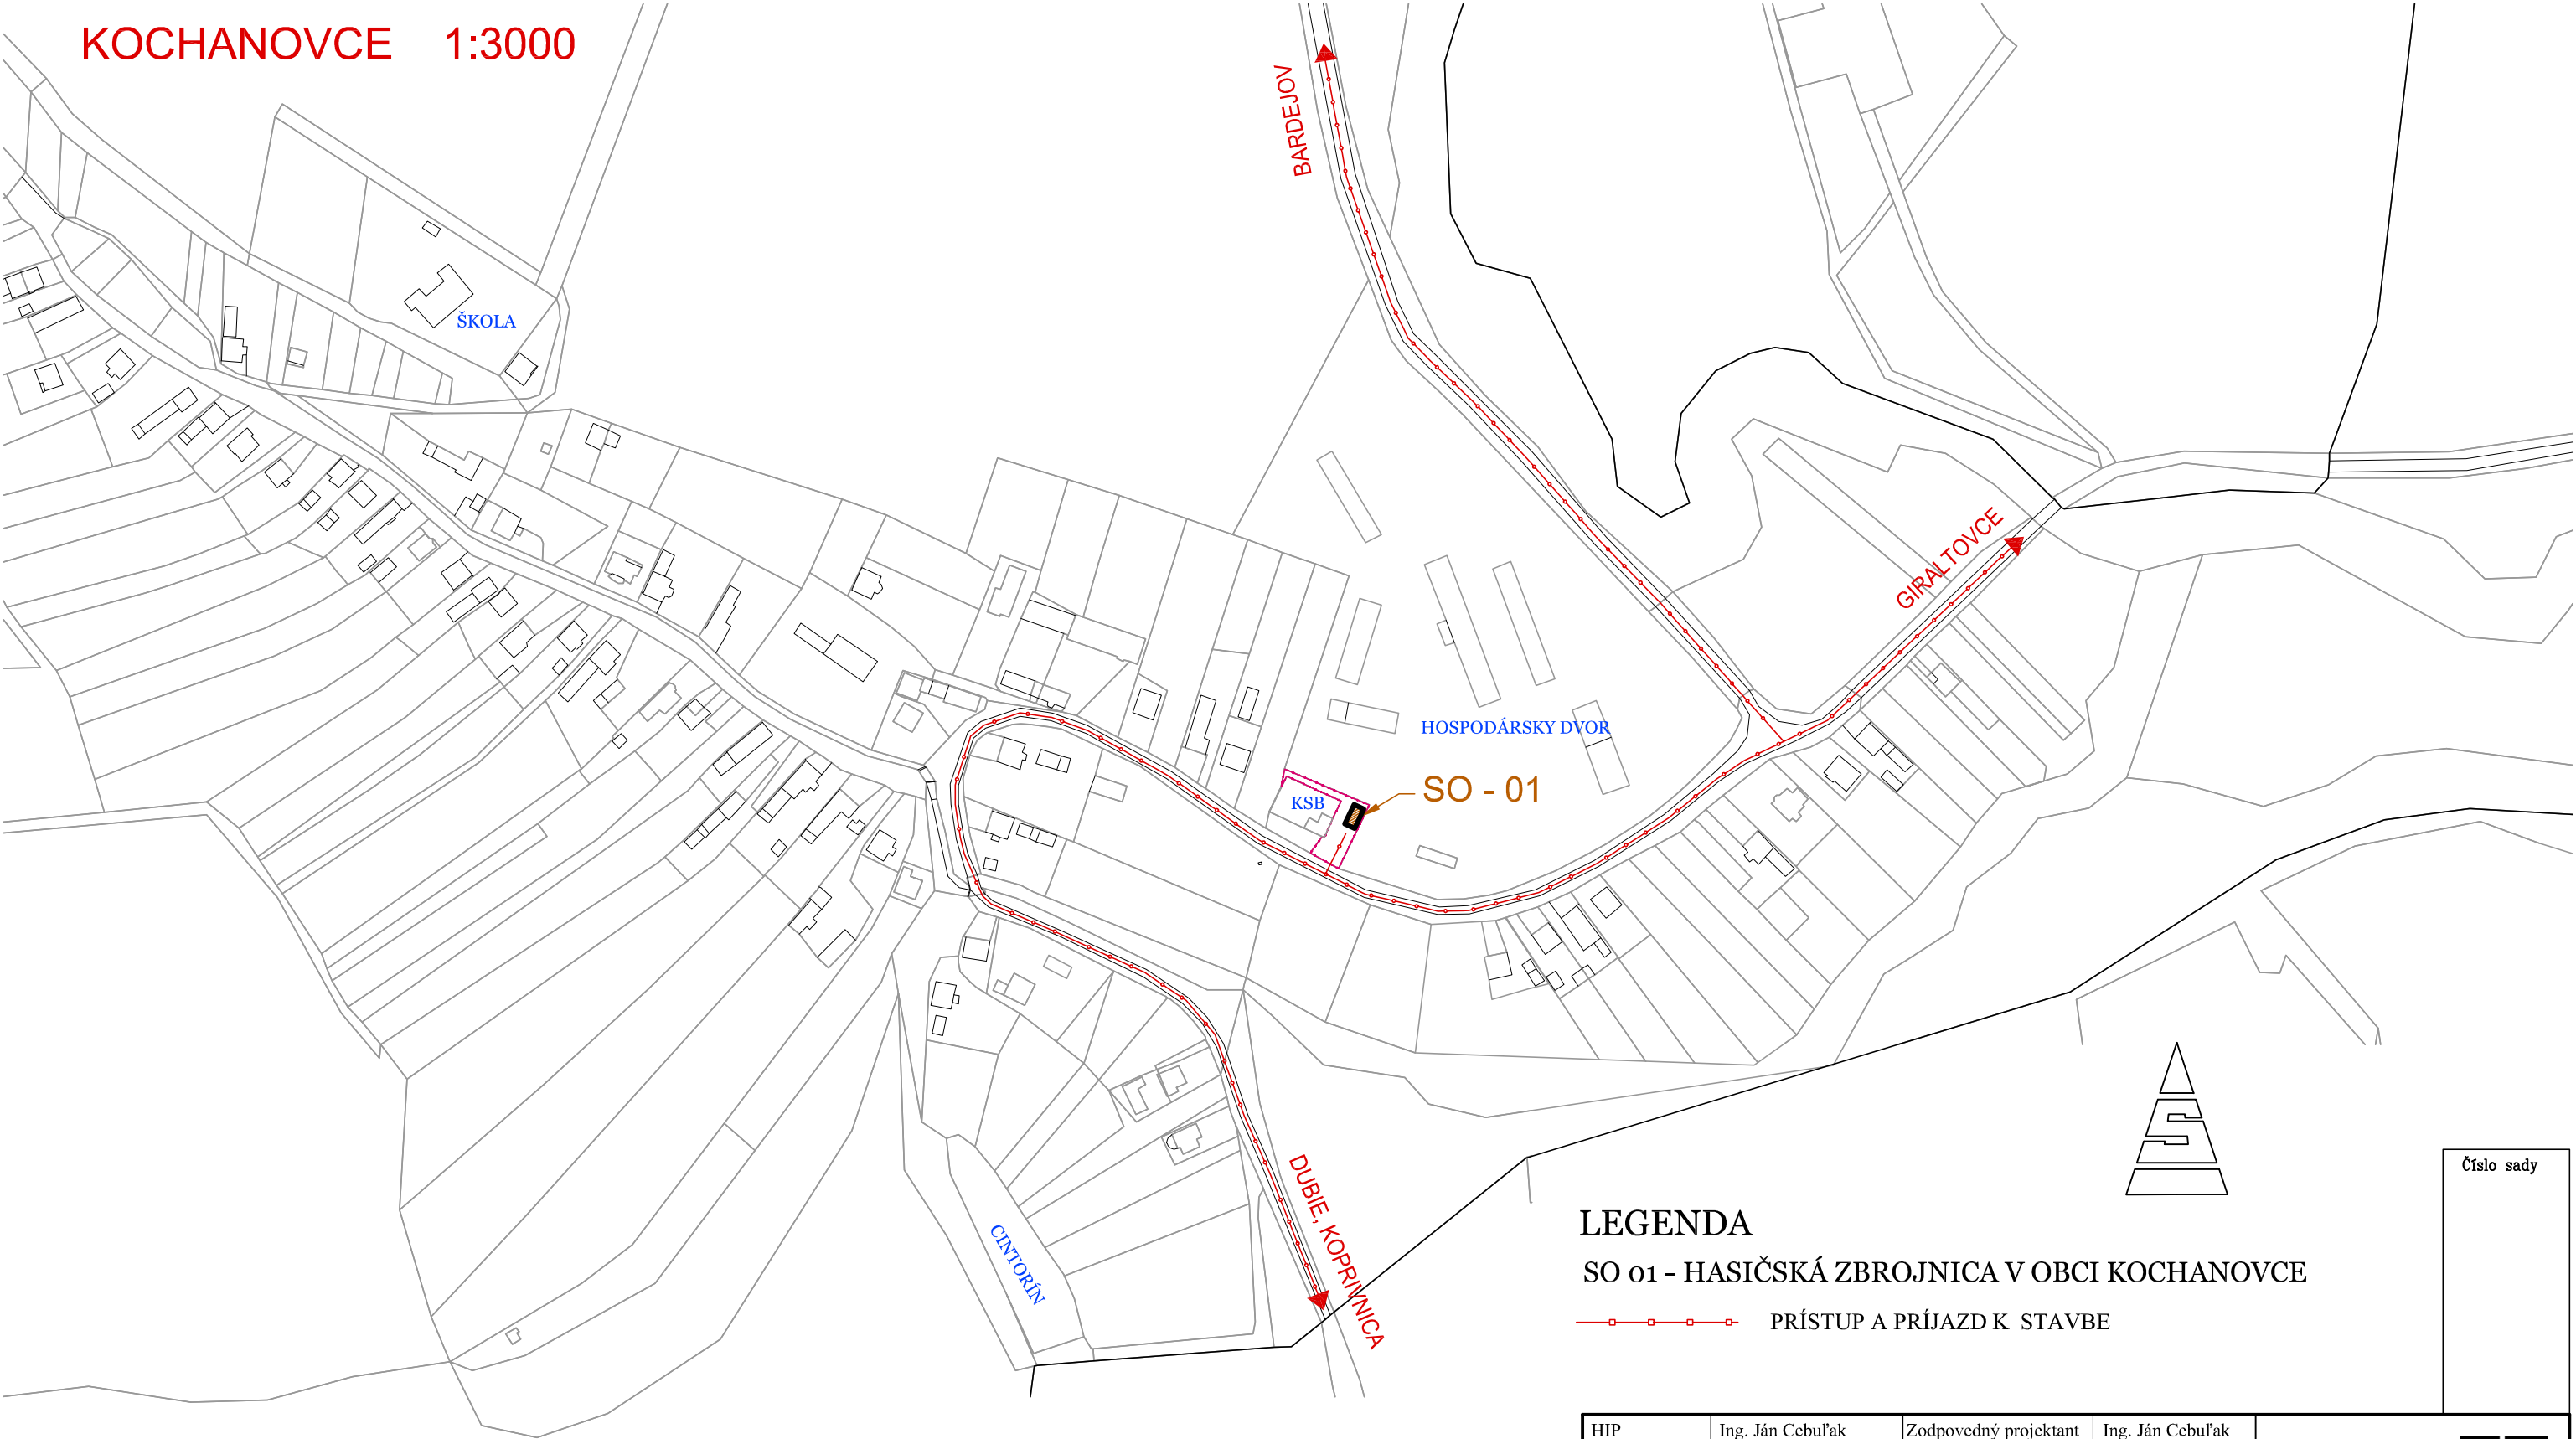 KOCHANOVCE 1:3000
BARDEJOV
ŠKOLA
GIRALTOVCE
HOSPODÁRSKY DVOR
SO - 01
KSB
DUBIE, KOPRIVNICA
CINTORÍN
Číslo sady
LEGENDA
SO 01 - HASIČSKÁ ZBROJNICA V OBCI KOCHANOVCE
PRÍSTUP A PRÍJAZD K STAVBE
HIP Ing. Ján Cebuľak Zodpovedný projektant Ing. Ján Cebuľak